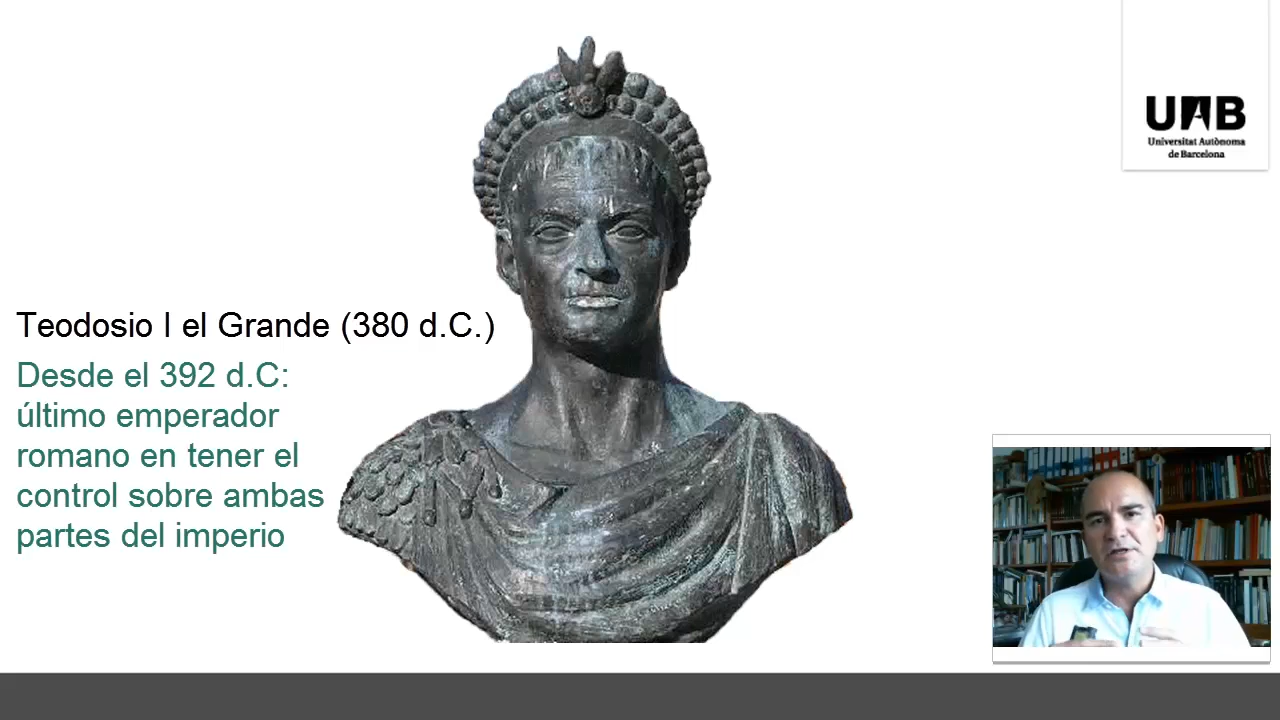 UAB
Universitat Autònoma
de Barcelona
Teodosio I el Grande (380 d.C.)
Desde el 392 d.C:
último emperador
romano en tener el
control sobre ambas
partes del imperio